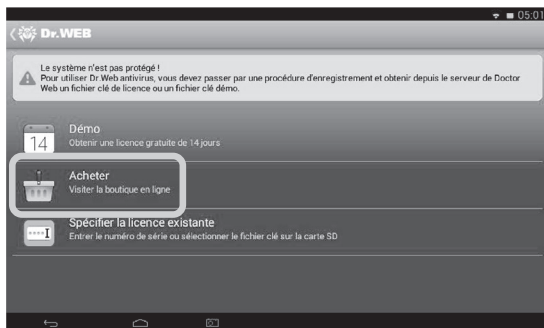 05:01
Dr.WEB
Le système n'est pas protégé !
Pour utiliser Dr.Web antivirus, vous devez passer par une procédure d'enregistrement et obtenir depuis le serveur de Doctor
Web un fichier clé de licence ou un fichier clé démo.
14
Démo
Obtenir une licence gratuite de 14 jours
Acheter
Visiter la boutique en ligne
Spécifier la licence existante
Entrer le numéro de série ou sélectionner le fichier clé sur la carte SD